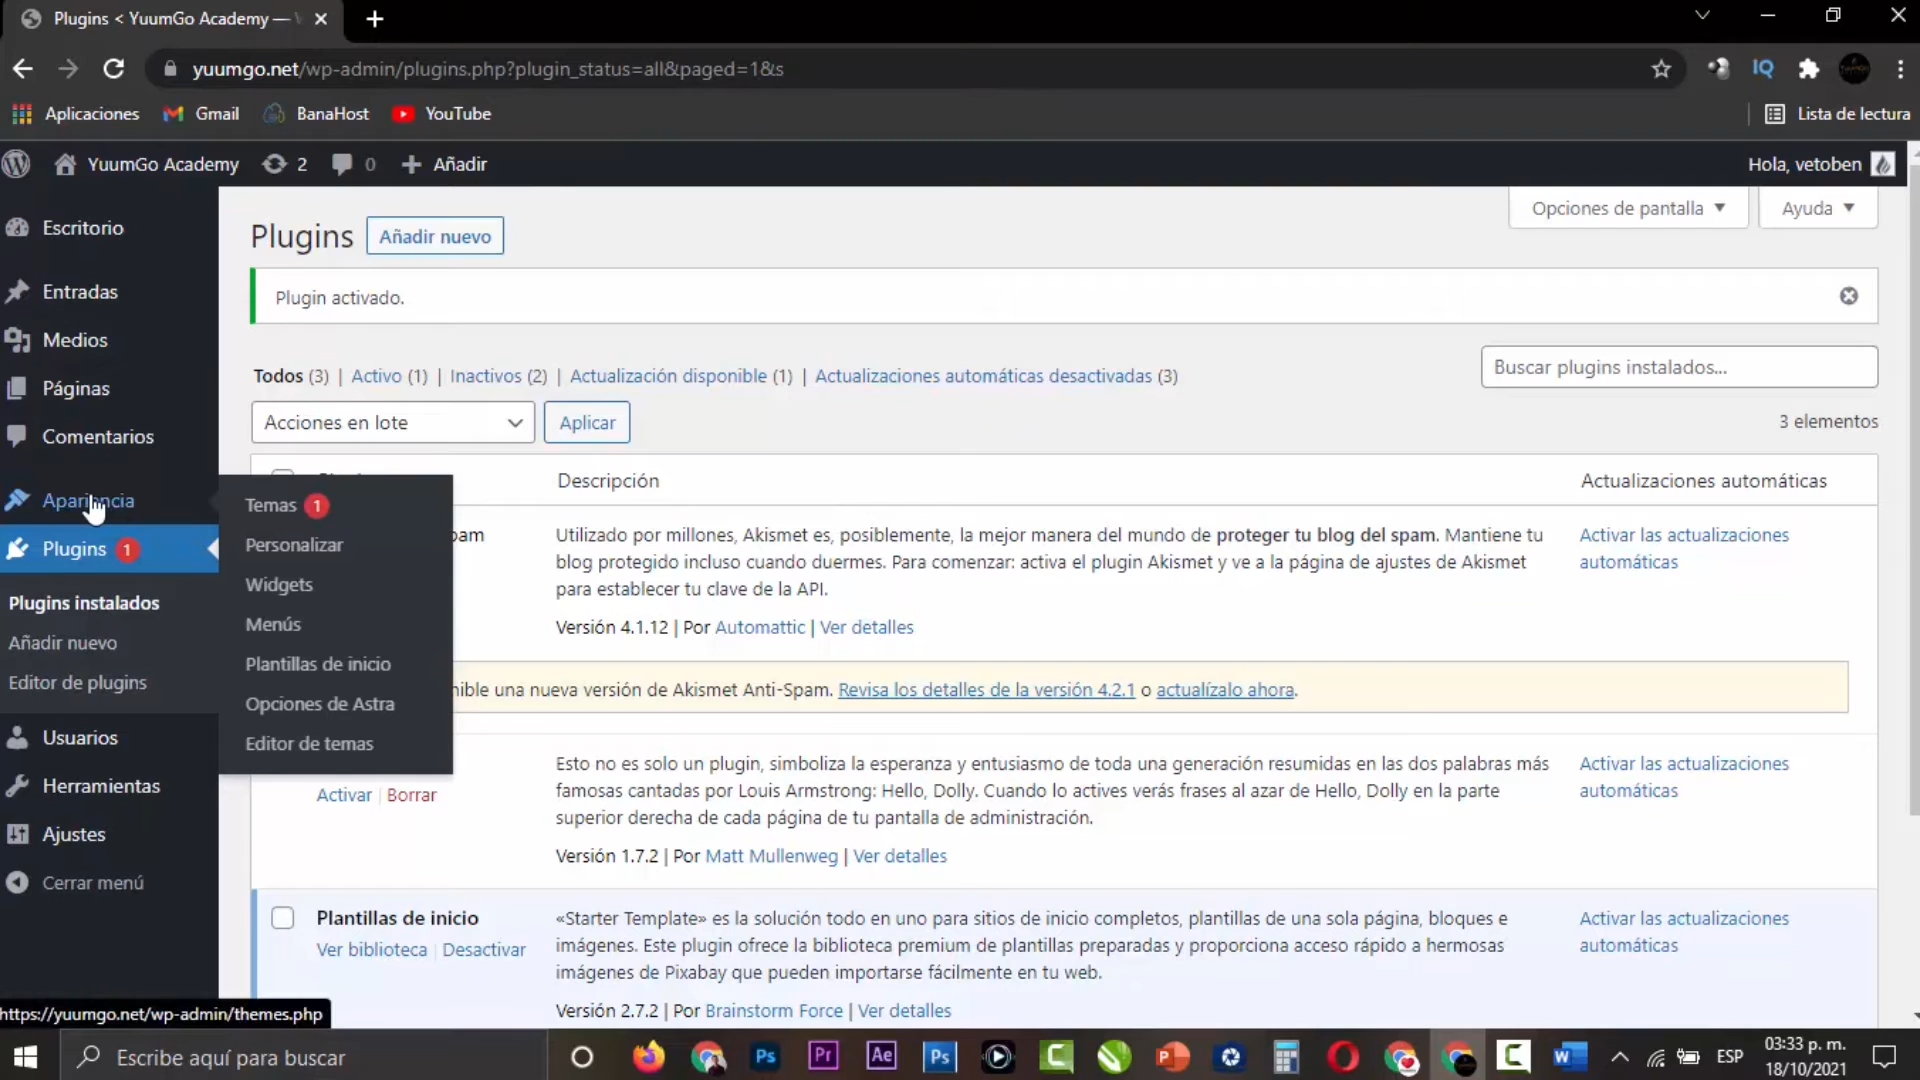 Plugins < YuumGo Academy —
yuumgo.net/wp-admin/plugins.php?plugin_status=all&paged=1&s
IQ
Aplicaciones
Gmail
BanaHost
YouTube
Lista de lectura
YuumGo Academy
2
0
Añadir
Hola, vetoben
Escritorio
Entradas
Medios
Páginas
Comentarios
Apariencia
Plugins 1
Plugins instalados
Añadir nuevo
Editor de plugins
Usuarios
Herramientas
Ajustes
Cerrar menú
Temas 1
Personalizar
Widgets
Menús
Plantillas de inicio
Opciones de Astra
Editor de temas
Opciones de pantalla
Ayuda
Plugins
Añadir nuevo
Plugin activado.
Todos (3) | Activo (1) | Inactivos (2) | Actualización disponible (1) | Actualizaciones automáticas desactivadas (3)
Buscar plugins instalados...
Acciones en lote
Aplicar
3 elementos
Descripción
Actualizaciones automáticas
Utilizado por millones, Akismet es, posiblemente, la mejor manera del mundo de proteger tu blog del spam. Mantiene tu
blog protegido incluso cuando duermes. Para comenzar: activa el plugin Akismet y ve a la página de ajustes de Akismet
para establecer tu clave de la API.
Versión 4.1.12 | Por Automattic | Ver detalles
Activar las actualizaciones
automáticas
nible una nueva versión de Akismet Anti-Spam. Revisa los detalles de la versión 4.2.1 o actualízalo ahora.
Activar | Borrar
Esto no es solo un plugin, simboliza la esperanza y entusiasmo de toda una generación resumidas en las dos palabras más
famosas cantadas por Louis Armstrong: Hello, Dolly. Cuando lo actives verás frases al azar de Hello, Dolly en la parte
superior derecha de cada página de tu pantalla de administración.
Versión 1.7.2 | Por Matt Mullenweg | Ver detalles
Activar las actualizaciones
automáticas
Plantillas de inicio
Ver biblioteca | Desactivar
«Starter Template» es la solución todo en uno para sitios de inicio completos, plantillas de una sola página, bloques e
imágenes. Este plugin ofrece la biblioteca premium de plantillas preparadas y proporciona acceso rápido a hermosas
imágenes de Pixabay que pueden importarse fácilmente en tu web.
Versión 2.7.2 | Por Brainstorm Force | Ver detalles
Activar las actualizaciones
automáticas
https://yuumgo.net/wp-admin/themes.php
Escribe aquí para buscar
Ps
Pr
Ae
Ps
ESP
03:33 p. m.
18/10/2021